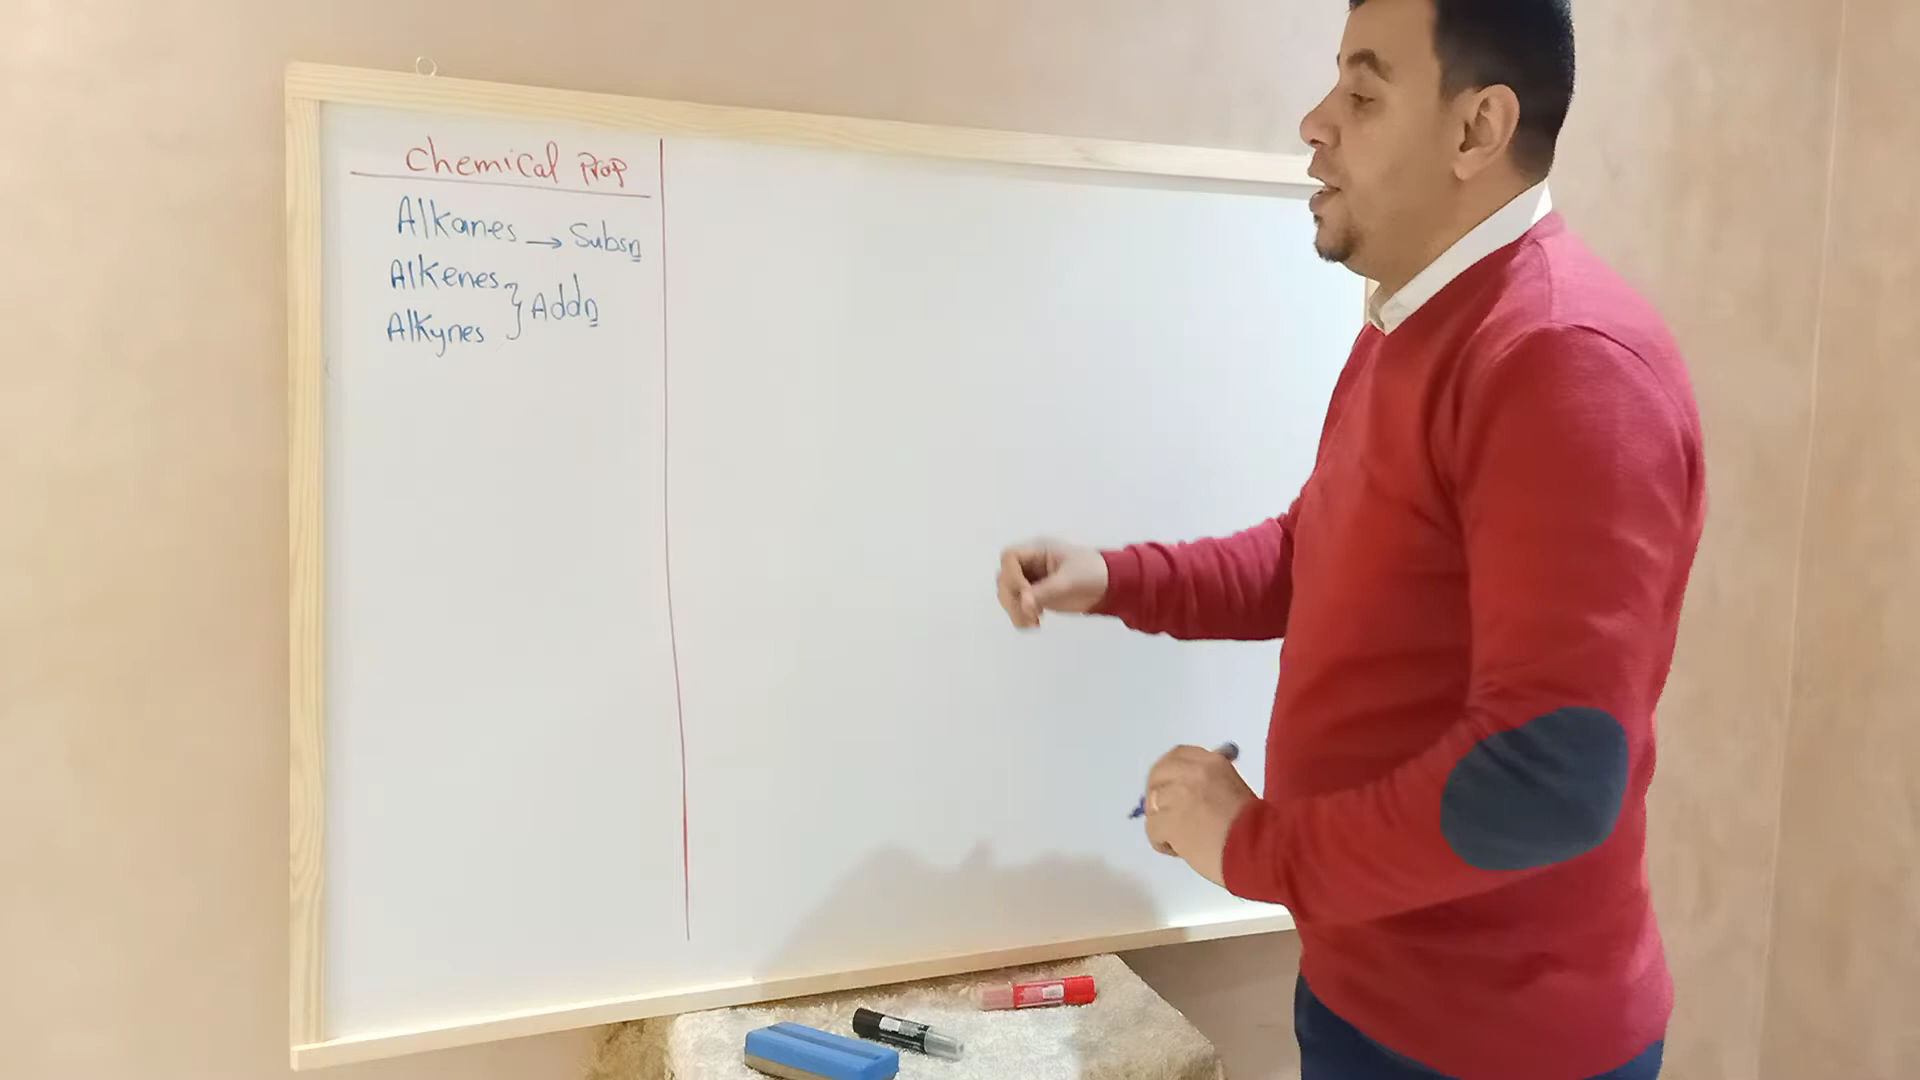 Chemical Prop
Alkanes → Subsn
Alkenes
Alkynes } Addn